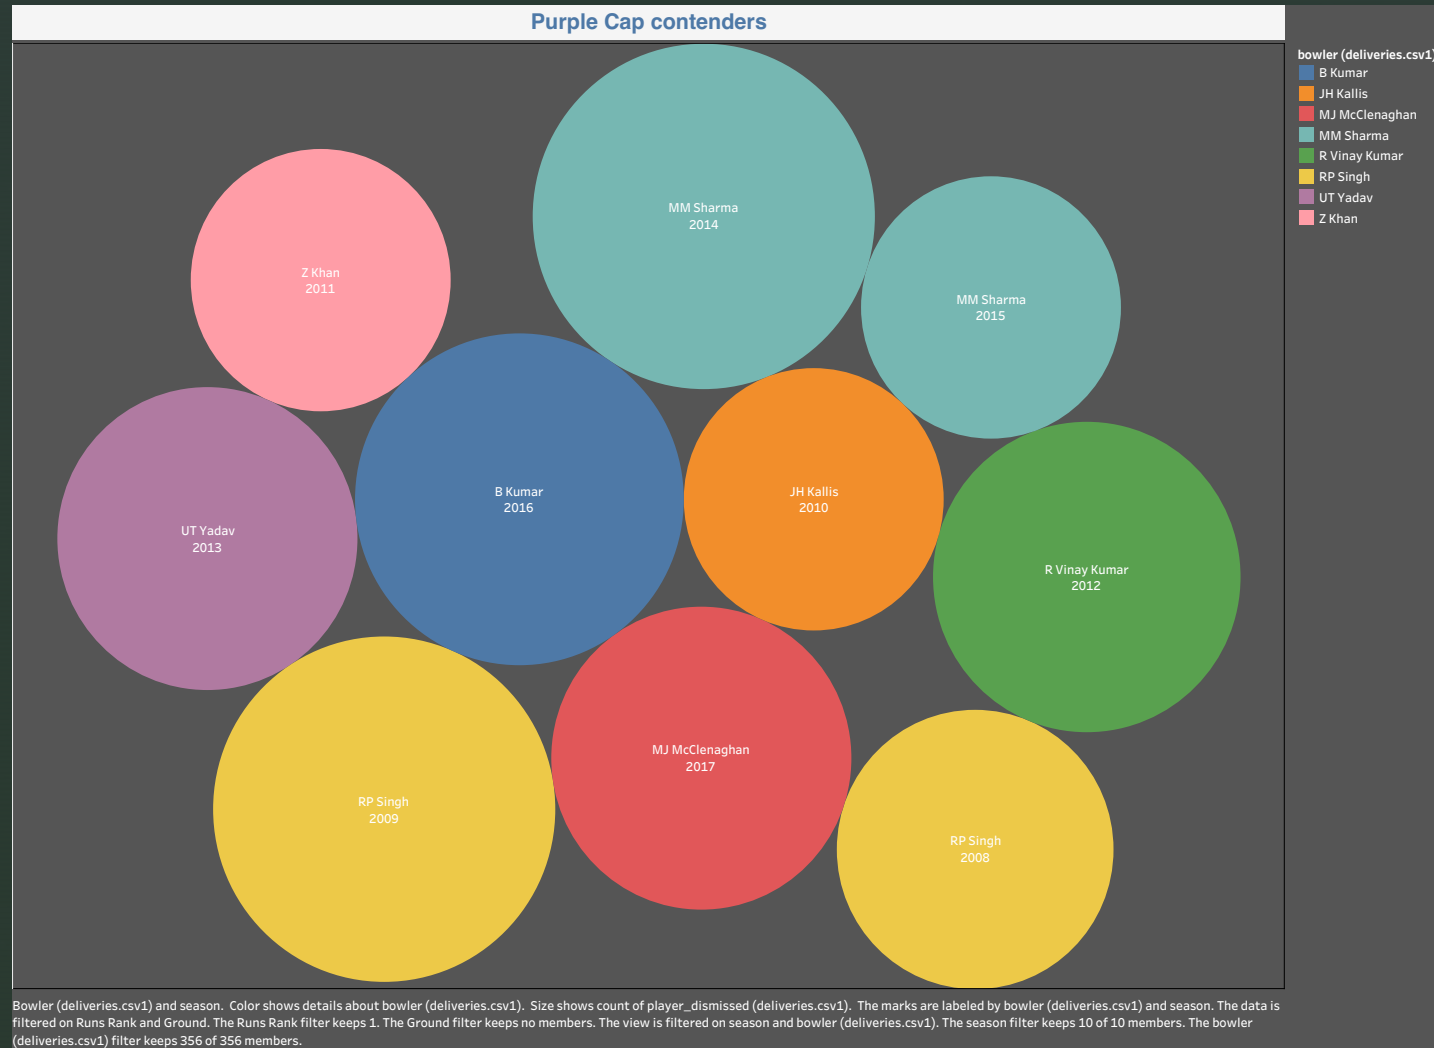 Purple Cap contenders
bowler (deliveries.csv1)
B Kumar
JH Kallis
MJ McClenaghan
MM Sharma
R Vinay Kumar
RP Singh
UT Yadav
Z Khan
MM Sharma
2014
Z Khan
2011
MM Sharma
2015
B Kumar
2016
JH Kallis
2010
UT Yadav
2013
R Vinay Kumar
2012
MJ McClenaghan
2017
RP Singh
2009
RP Singh
2008
Bowler (deliveries.csv1) and season. Color shows details about bowler (deliveries.csv1). Size shows count of player_dismissed (deliveries.csv1). The marks are labeled by bowler (deliveries.csv1) and season. The data is
filtered on Runs Rank and Ground. The Runs Rank filter keeps 1. The Ground filter keeps no members. The view is filtered on season and bowler (deliveries.csv1). The season filter keeps 10 of 10 members. The bowler
(deliveries.csv1) filter keeps 356 of 356 members.